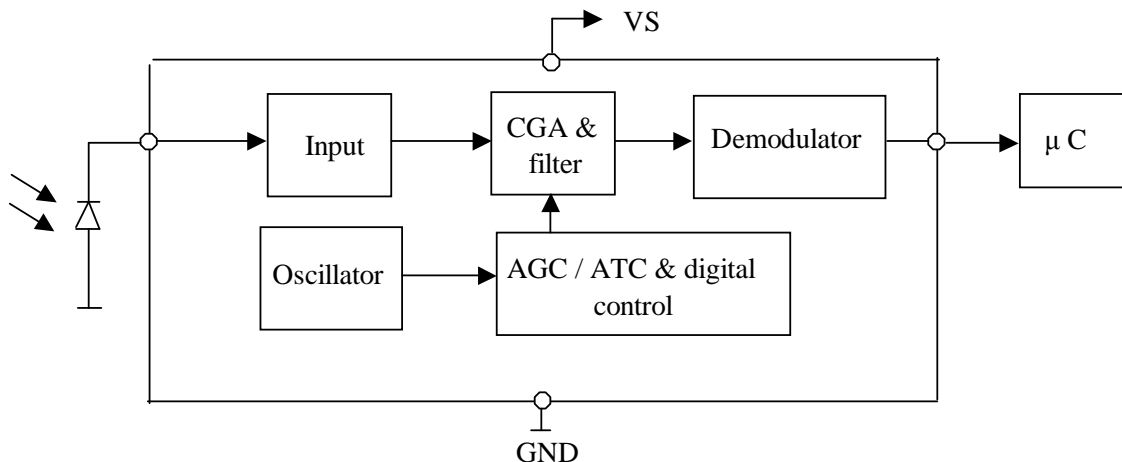 VS
Input
CGA &
filter
Demodulator
μ C
Oscillator
AGC / ATC & digital
control
GND